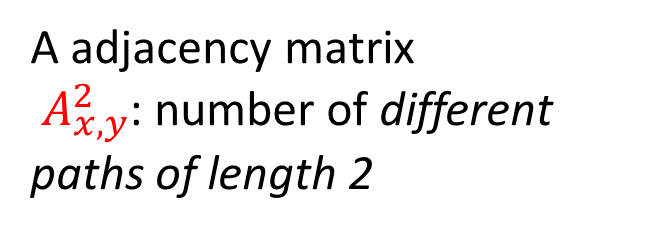 A adjacency matrix
A²x,y: number of different
paths of length 2